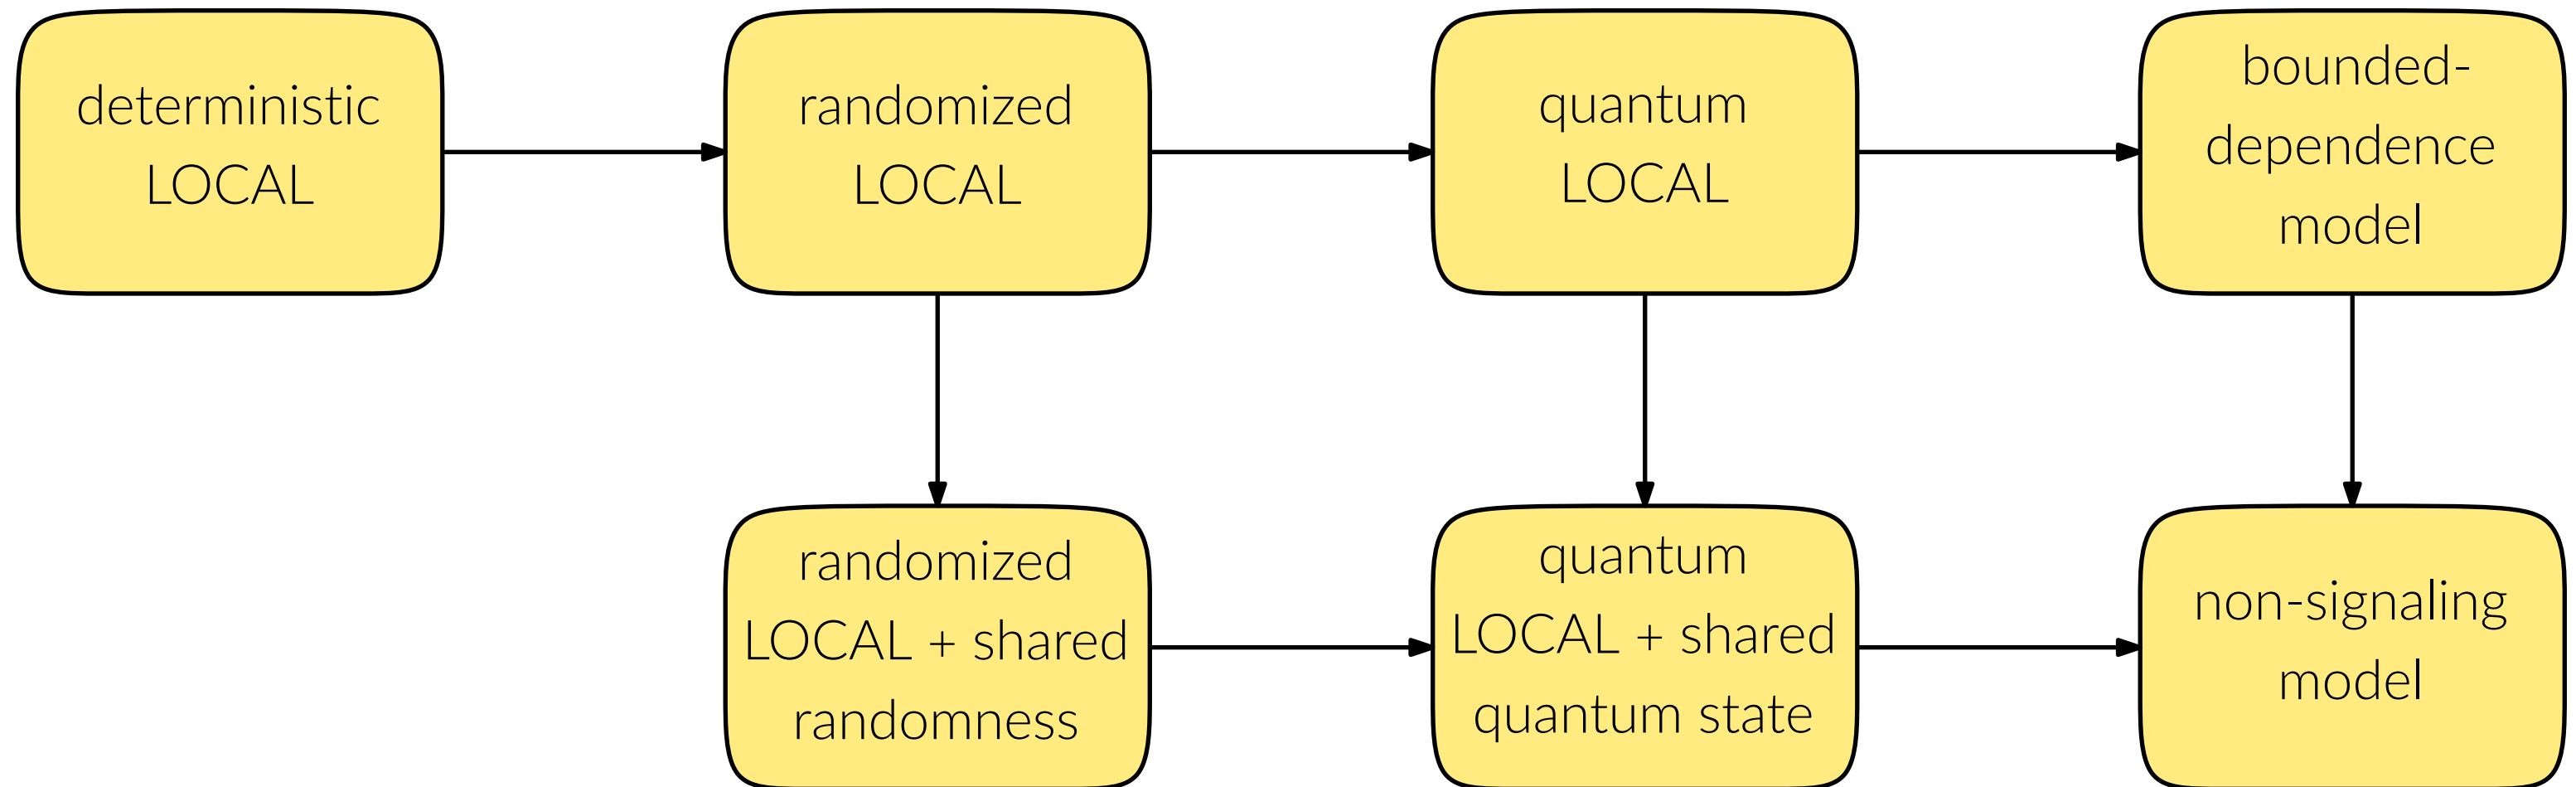 deterministic
LOCAL
randomized
LOCAL
quantum
LOCAL
bounded-
dependence
model
randomized
LOCAL + shared
randomness
quantum
LOCAL + shared
quantum state
non-signaling
model